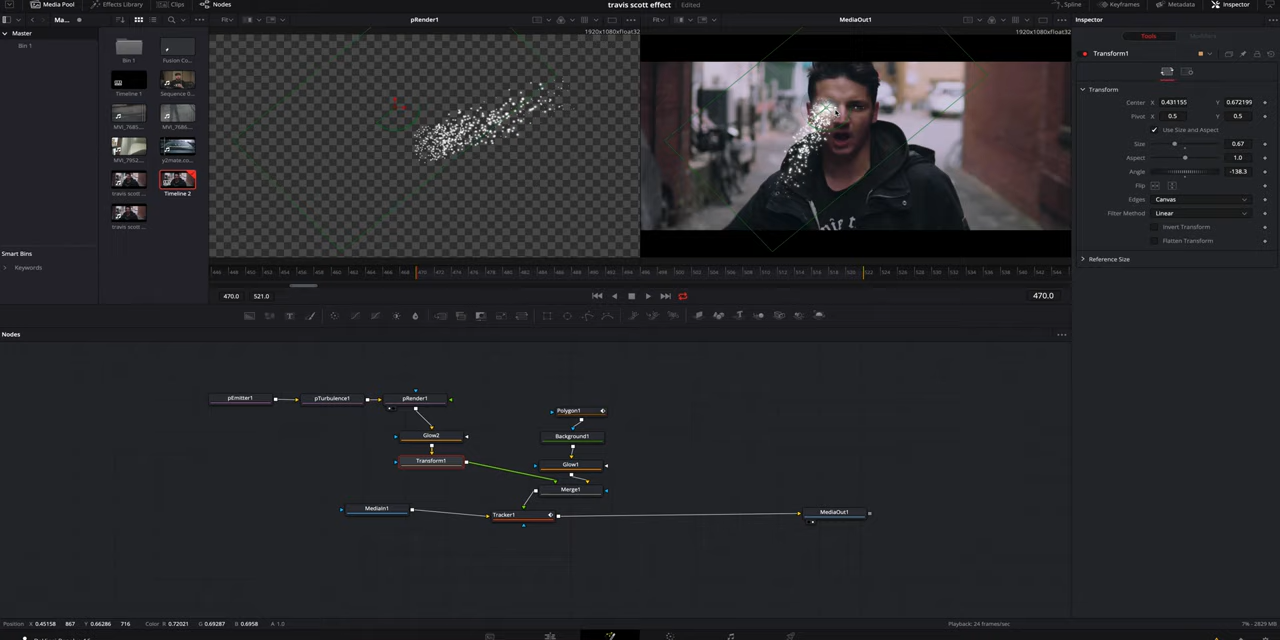 Media Pool
Effects Library
Clips
Nodes
travis scott effect
Edited
Spline
Keyframes
Metadata
Inspector
Ma...
Fit
pRender1
Fit
MediaOut1
Inspector
Master
Bin 1
1920x1080xfloat32
1920x1080xfloat32
Tools
Modifiers
Bin 1
Fusion Co...
Transform1
Timeline 1
Sequence 0...
MVI_7685...
MVI_7686...
MVI_7952...
y2mate.co...
travis scott ...
Timeline 2
travis scott ...
Transform
Center X 0.431155 Y 0.672199
Pivot X 0.5 Y 0.5
Use Size and Aspect
Size 0.67
Aspect 1.0
Angle -138.3
Flip
Edges Canvas
Filter Method Linear
Invert Transform
Flatten Transform
Reference Size
Smart Bins
Keywords
470.0 521.0
470.0
Nodes
pEmitter1
pTurbulence1
pRender1
Polygon1
Glow2
Background1
Transform1
Glow1
Merge1
MediaIn1
Tracker1
MediaOut1
Position X 0.45158 867 Y 0.66286 716 Color R 0.72021 G 0.69287 B 0.6958 A 1.0
Playback: 24 frames/sec
7% - 2829 MB